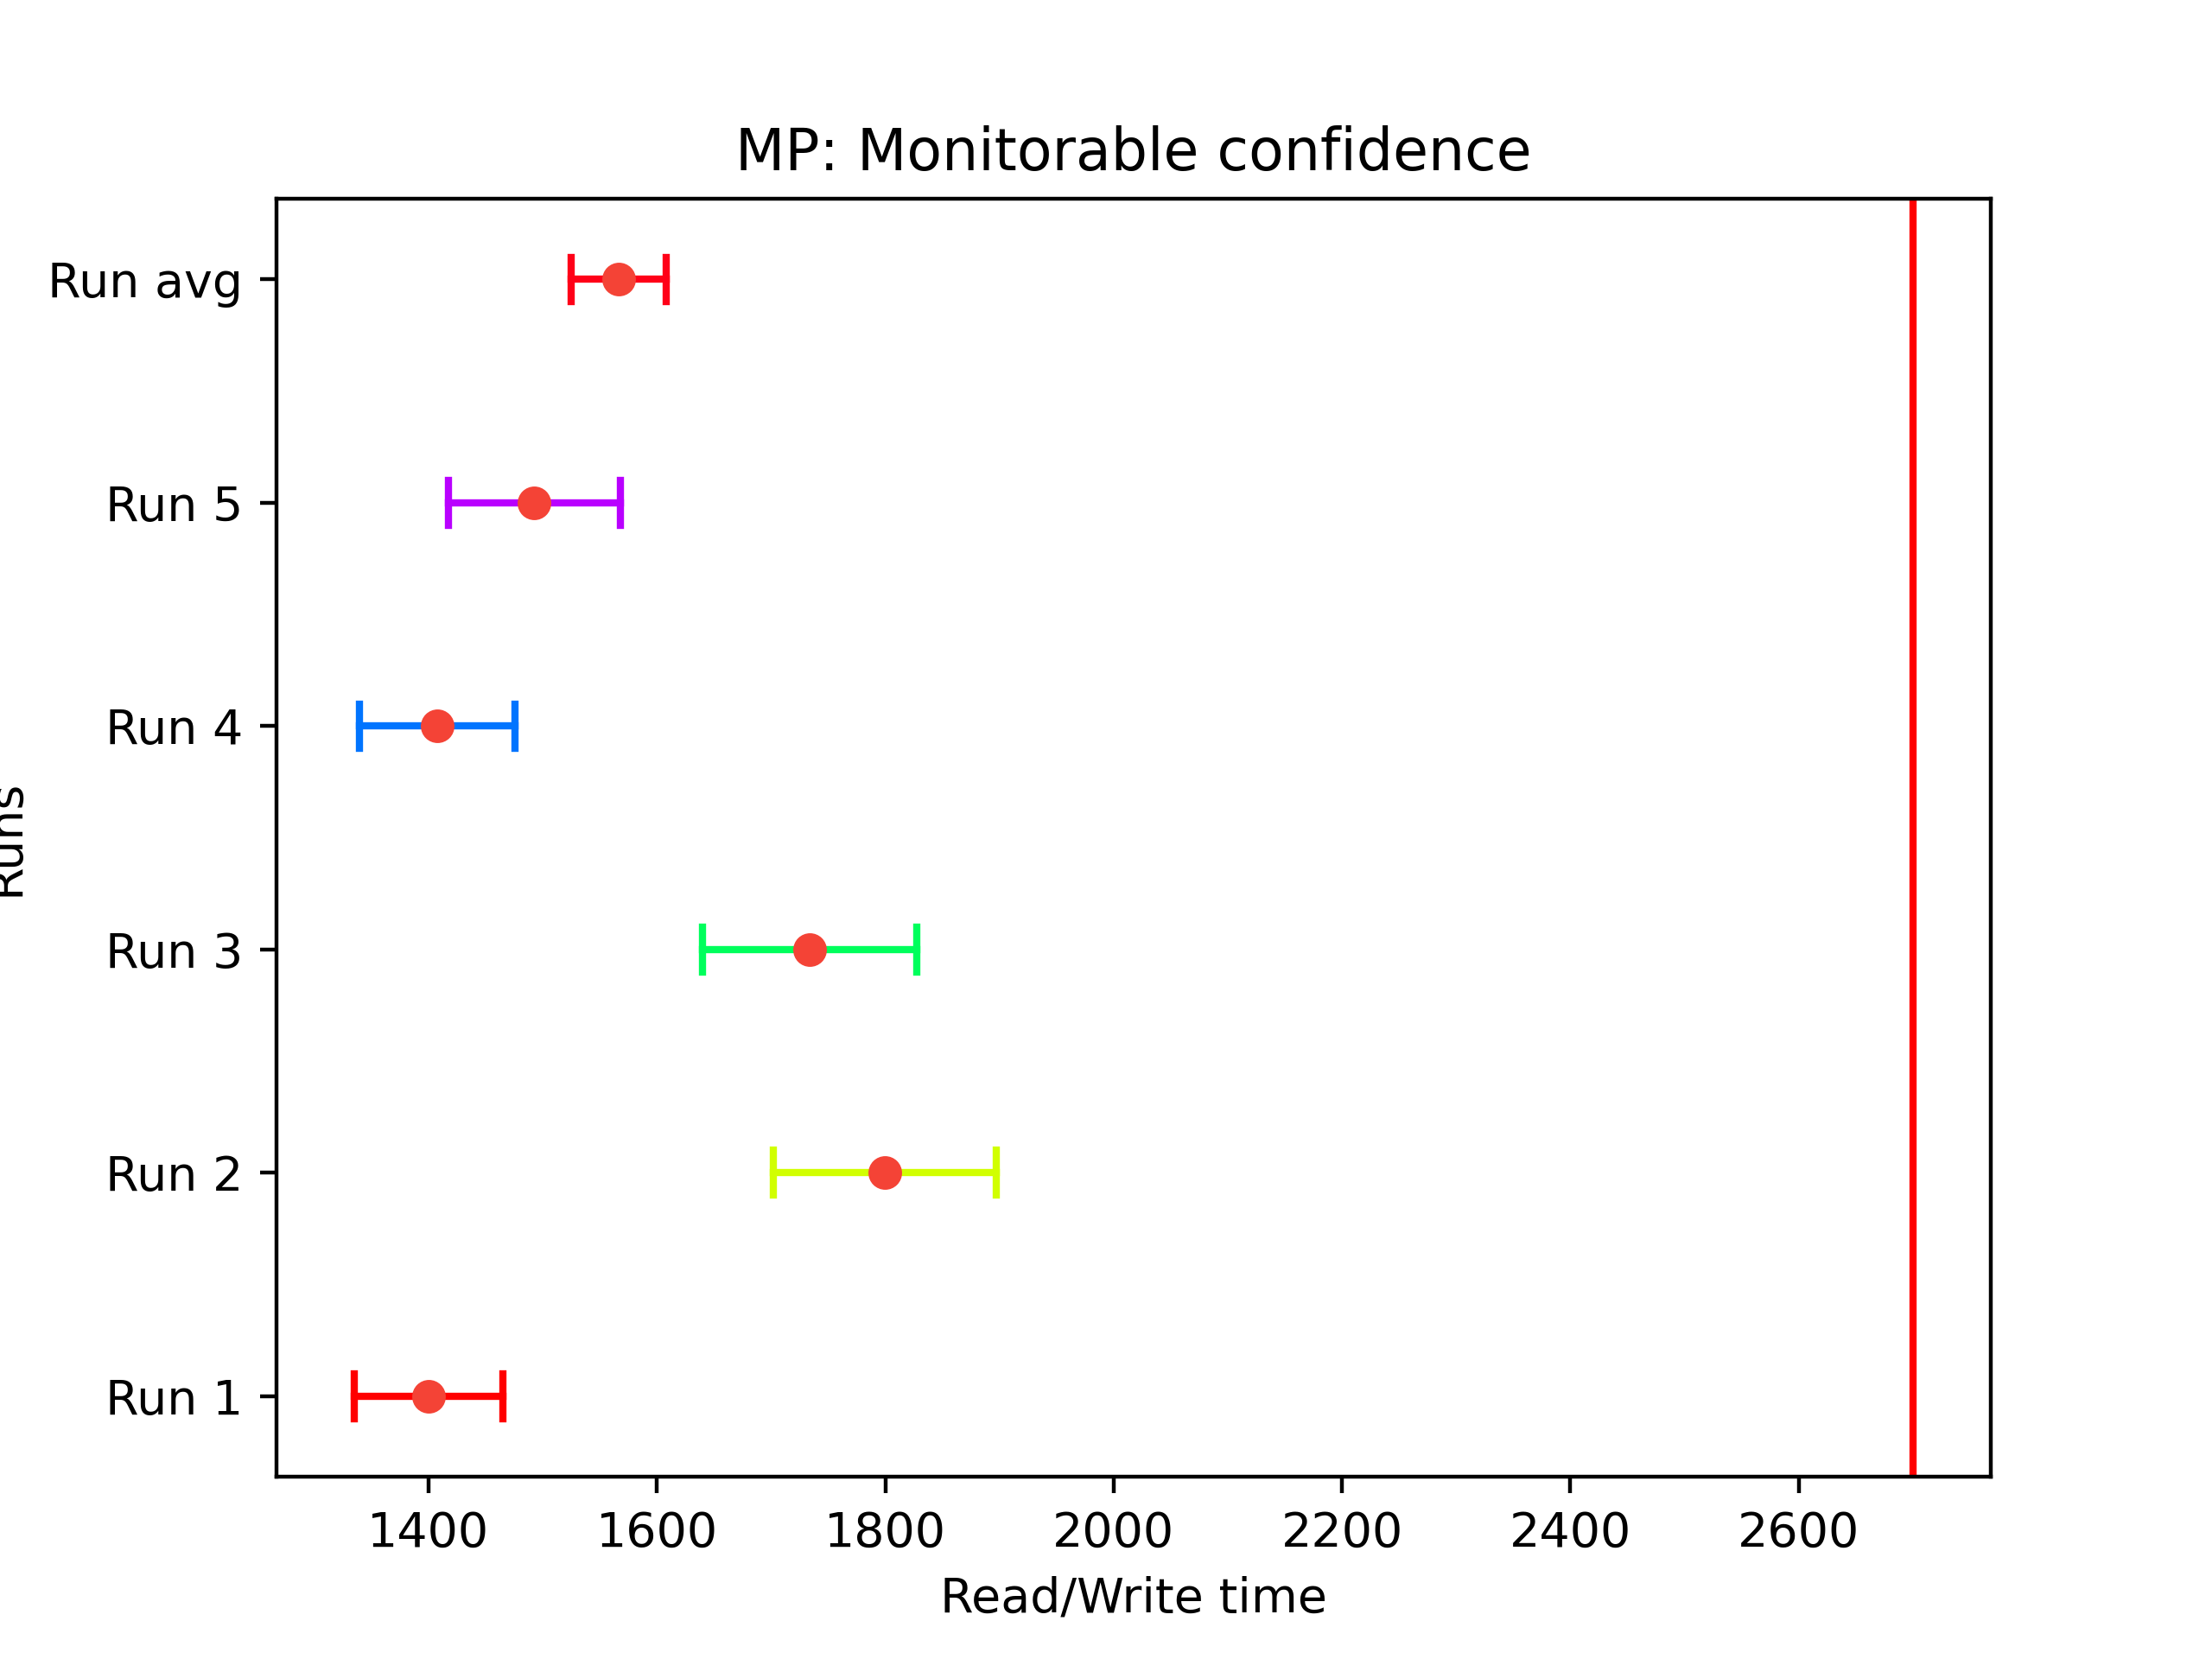 MP: Monitorable confidence
Run avg
Run 5
Run 4
Run 3
Run 2
Run 1
Runs
1400 1600 1800 2000 2200 2400 2600
Read/Write time